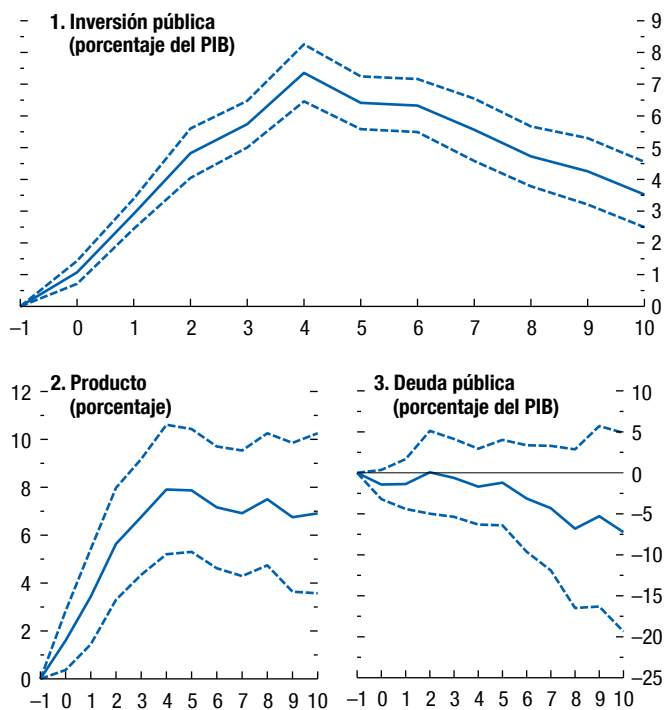 1. Inversión pública
(porcentaje del PIB)
9
8
7
6
5
4
3
2
1
0
–1 0 1 2 3 4 5 6 7 8 9 10
2. Producto
(porcentaje)
12
10
8
6
4
2
0
–1 0 1 2 3 4 5 6 7 8 9 10
3. Deuda pública
(porcentaje del PIB)
10
5
0
–5
–10
–15
–20
–25
–1 0 1 2 3 4 5 6 7 8 9 10